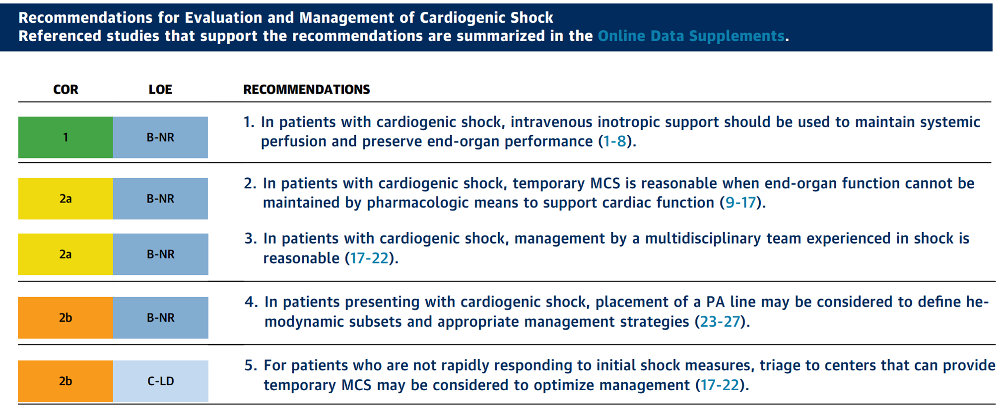 Recommendations for Evaluation and Management of Cardiogenic Shock
Referenced studies that support the recommendations are summarized in the Online Data Supplements.
COR LOE RECOMMENDATIONS
1 B-NR 1. In patients with cardiogenic shock, intravenous inotropic support should be used to maintain systemic
perfusion and preserve end-organ performance (1-8).
2a B-NR 2. In patients with cardiogenic shock, temporary MCS is reasonable when end-organ function cannot be
maintained by pharmacologic means to support cardiac function (9-17).
2a B-NR 3. In patients with cardiogenic shock, management by a multidisciplinary team experienced in shock is
reasonable (17-22).
2b B-NR 4. In patients presenting with cardiogenic shock, placement of a PA line may be considered to define he-
modynamic subsets and appropriate management strategies (23-27).
2b C-LD 5. For patients who are not rapidly responding to initial shock measures, triage to centers that can provide
temporary MCS may be considered to optimize management (17-22).